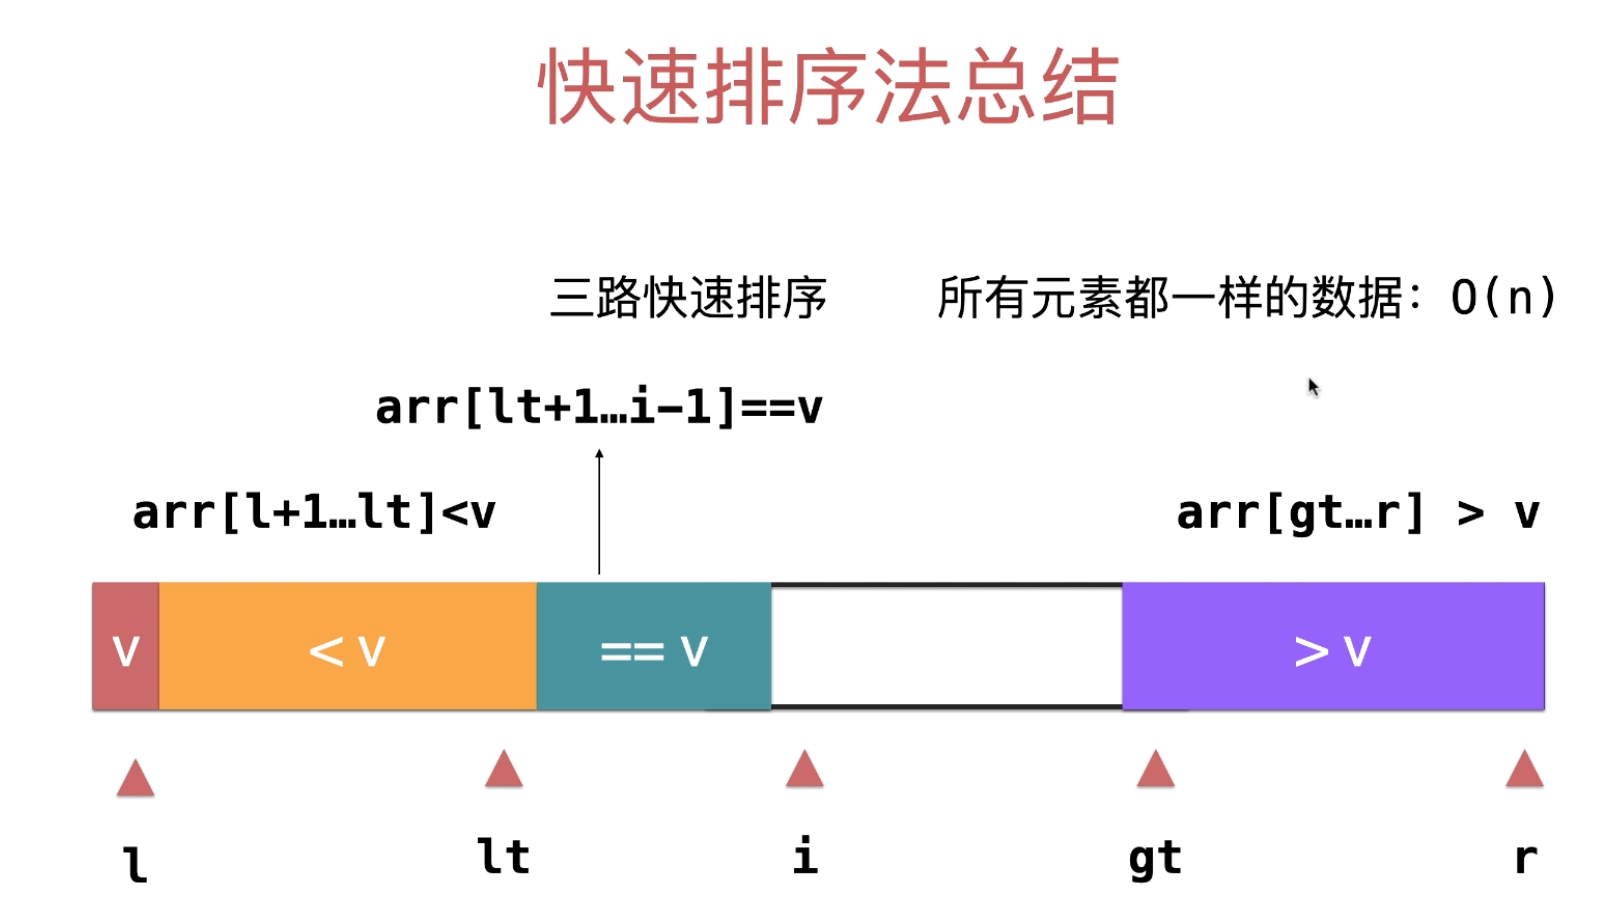 快速排序法总结
三路快速排序 所有元素都一样的数据：O(n)
arr[lt+1…i-1]==v
arr[l+1…lt]<v arr[gt…r] > v
v < v == v > v
l lt i gt r